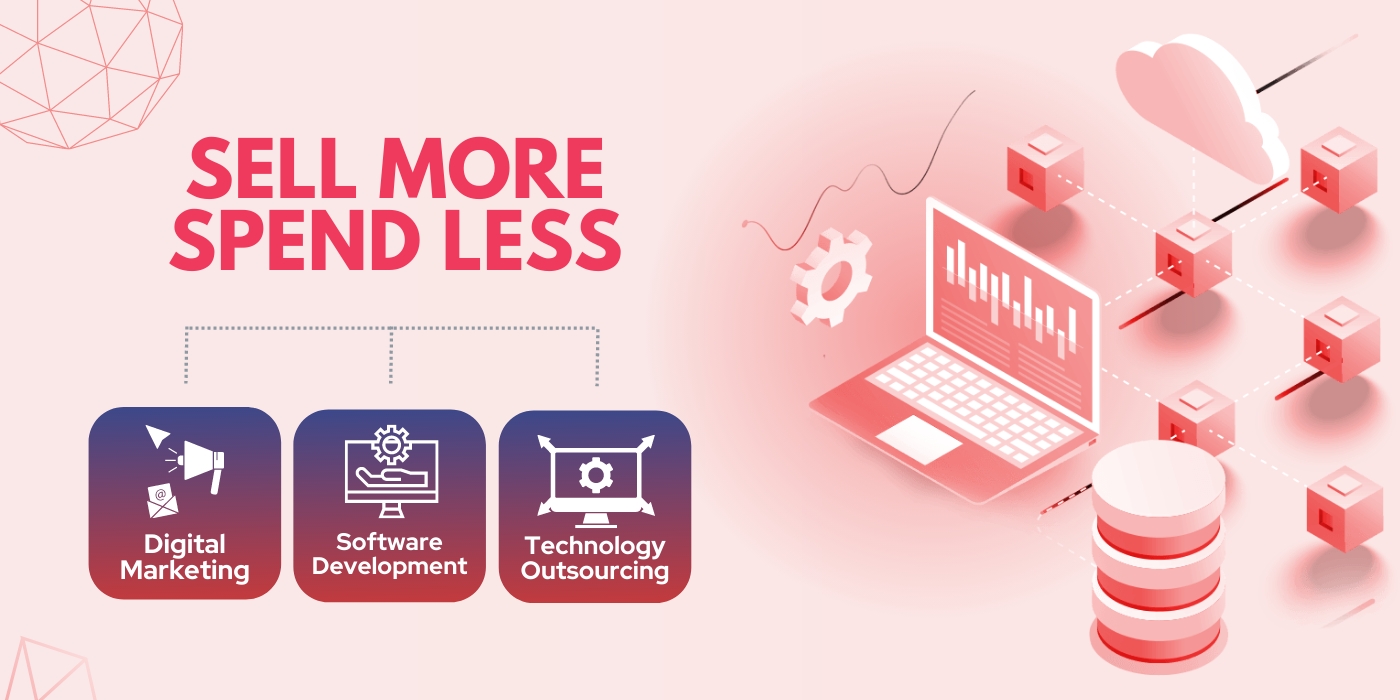 SELL MORE
SPEND LESS
@
Digital
Marketing
Software
Development
Technology
Outsourcing